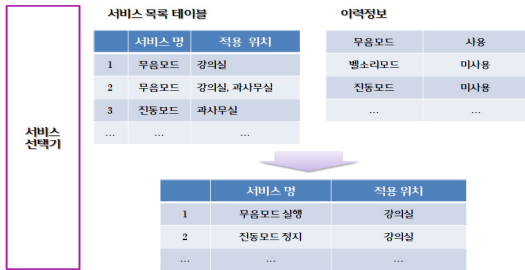 서비스 목록 테이블
이력정보
서비스 명 적용 위치
1 무음모드 강의실
2 무음모드 강의실, 과사무실
3 진동모드 과사무실
... ... ...
무음모드 사용
벨소리모드 미사용
진동모드 미사용
... ...
서비스
선택기
서비스 명 적용 위치
1 무음모드 실행 강의실
2 진동모드 정지 강의실
... ... ...